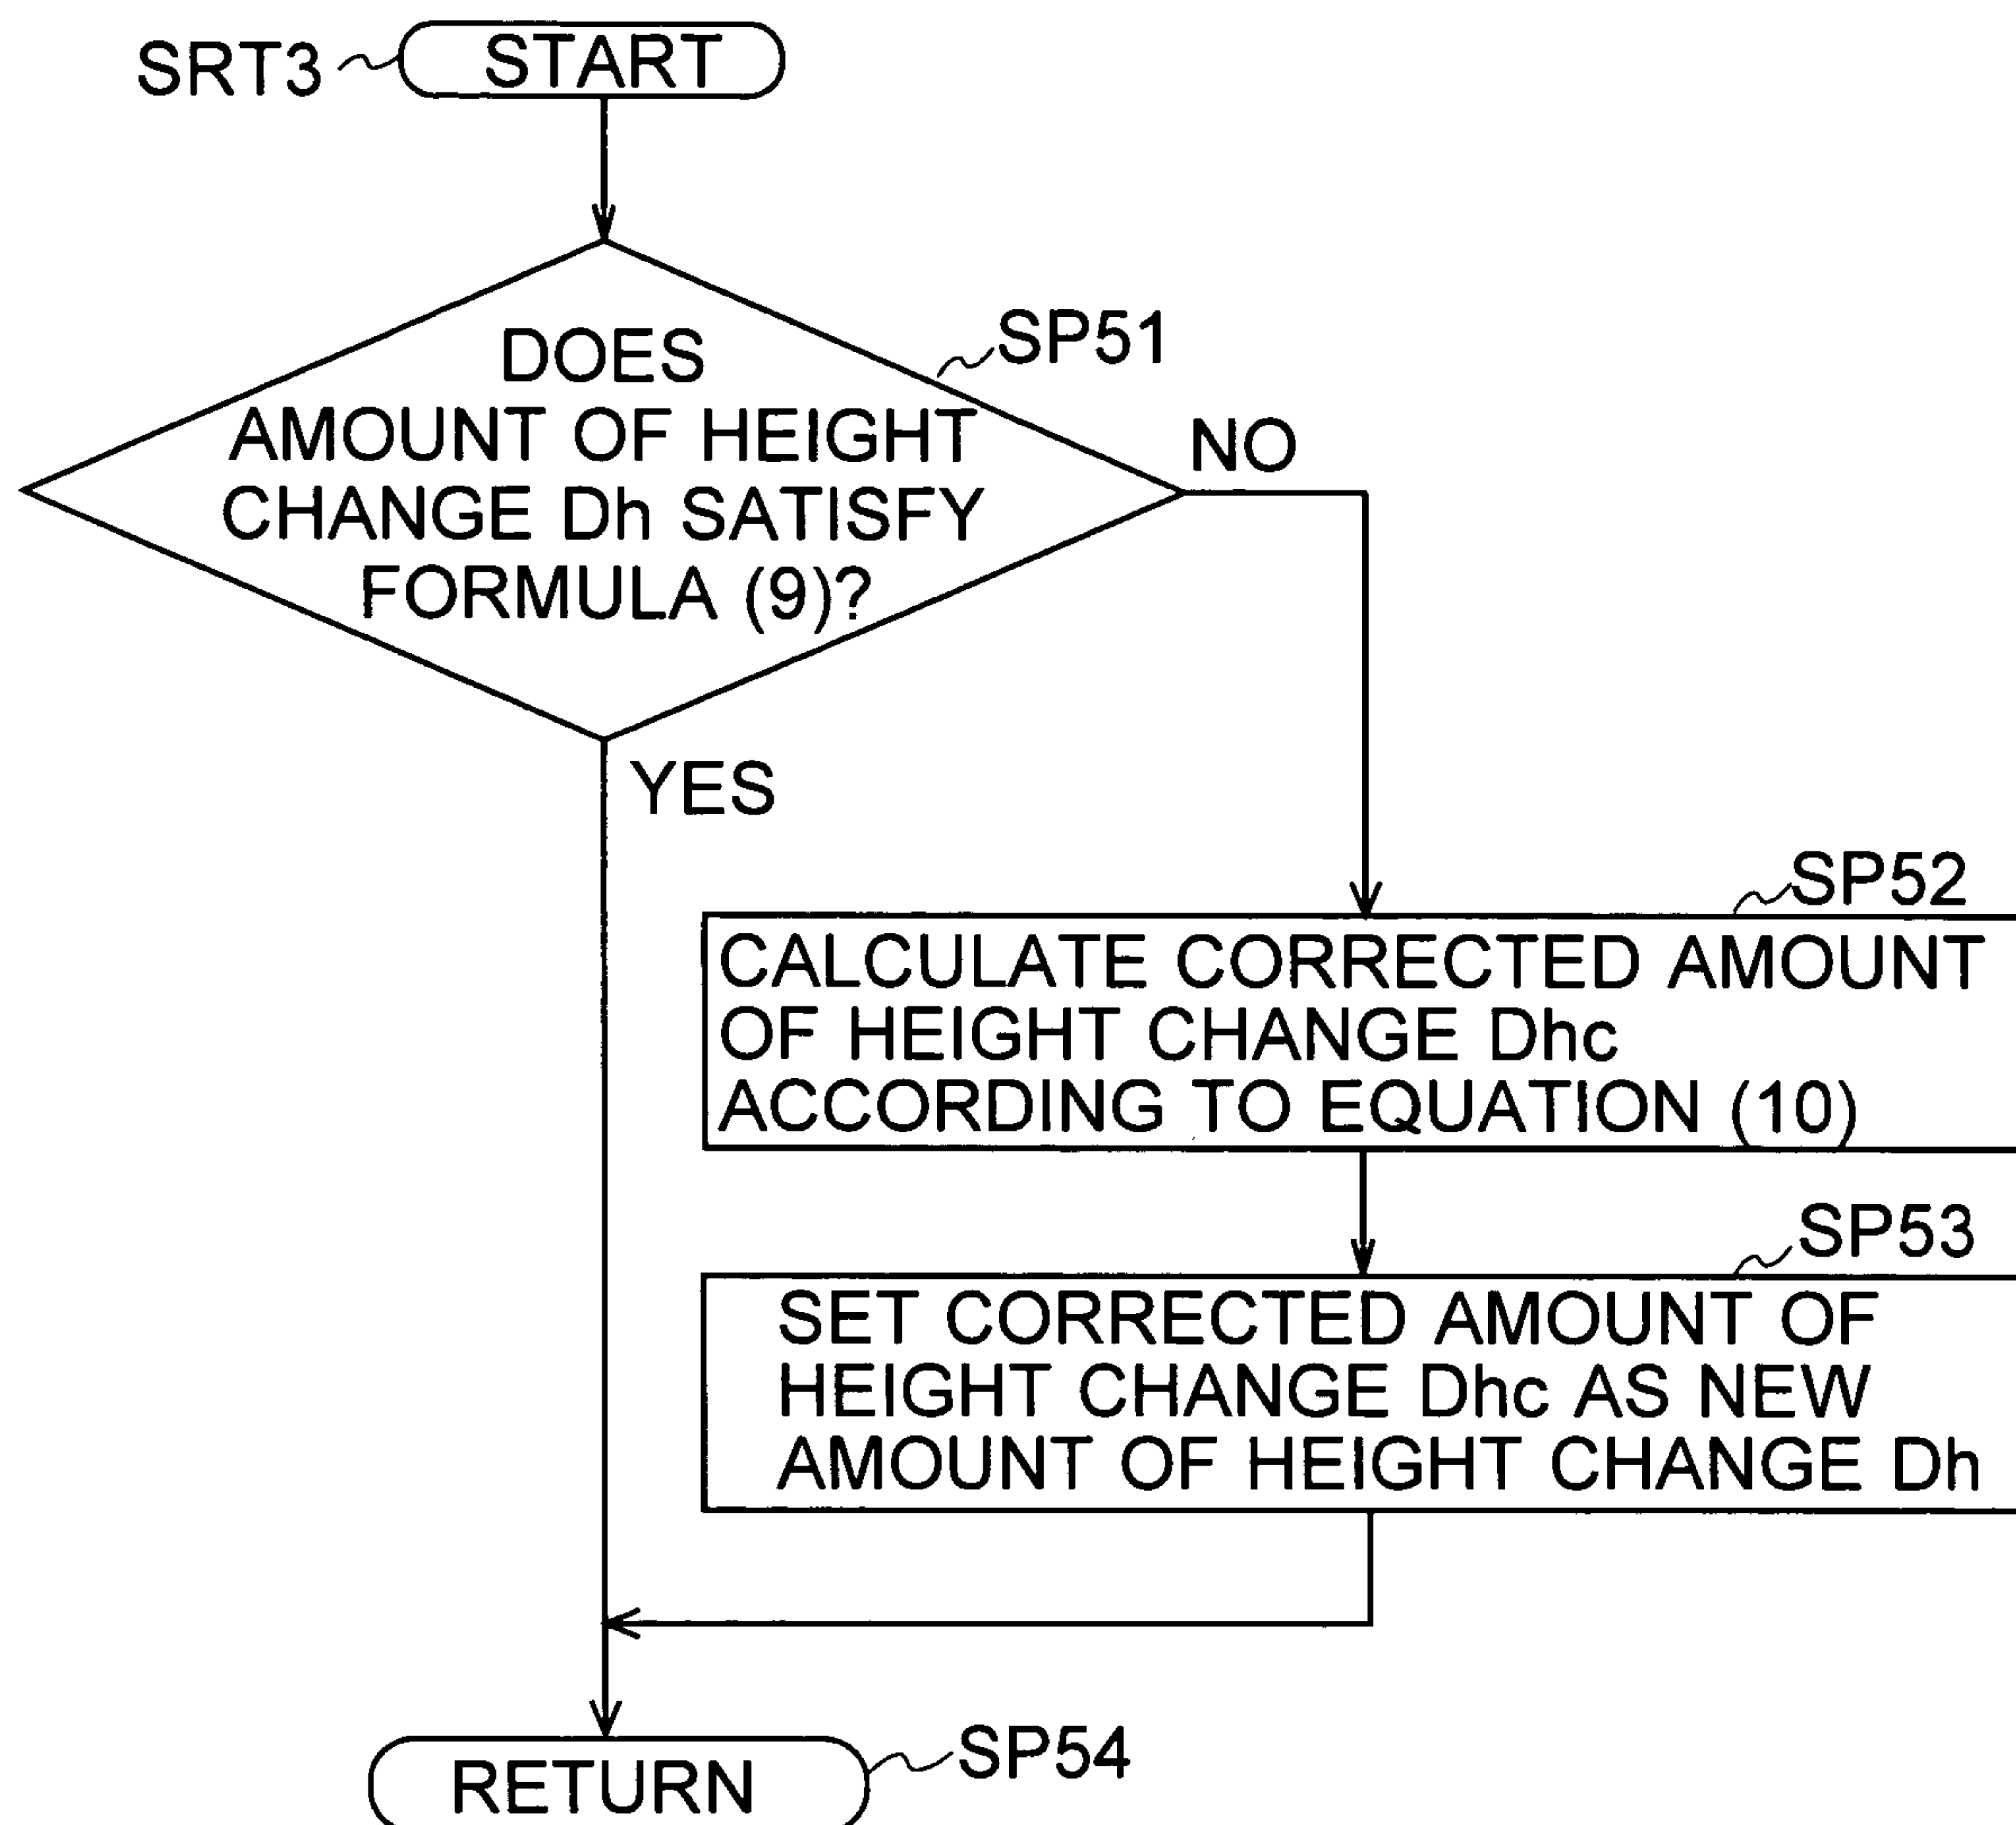 SRT3
START
SP51
DOES
AMOUNT OF HEIGHT
CHANGE Dh SATISFY
FORMULA (9)?
NO
YES
SP52
CALCULATE CORRECTED AMOUNT
OF HEIGHT CHANGE Dhc
ACCORDING TO EQUATION (10)
SP53
SET CORRECTED AMOUNT OF
HEIGHT CHANGE Dhc AS NEW
AMOUNT OF HEIGHT CHANGE Dh
RETURN
SP54